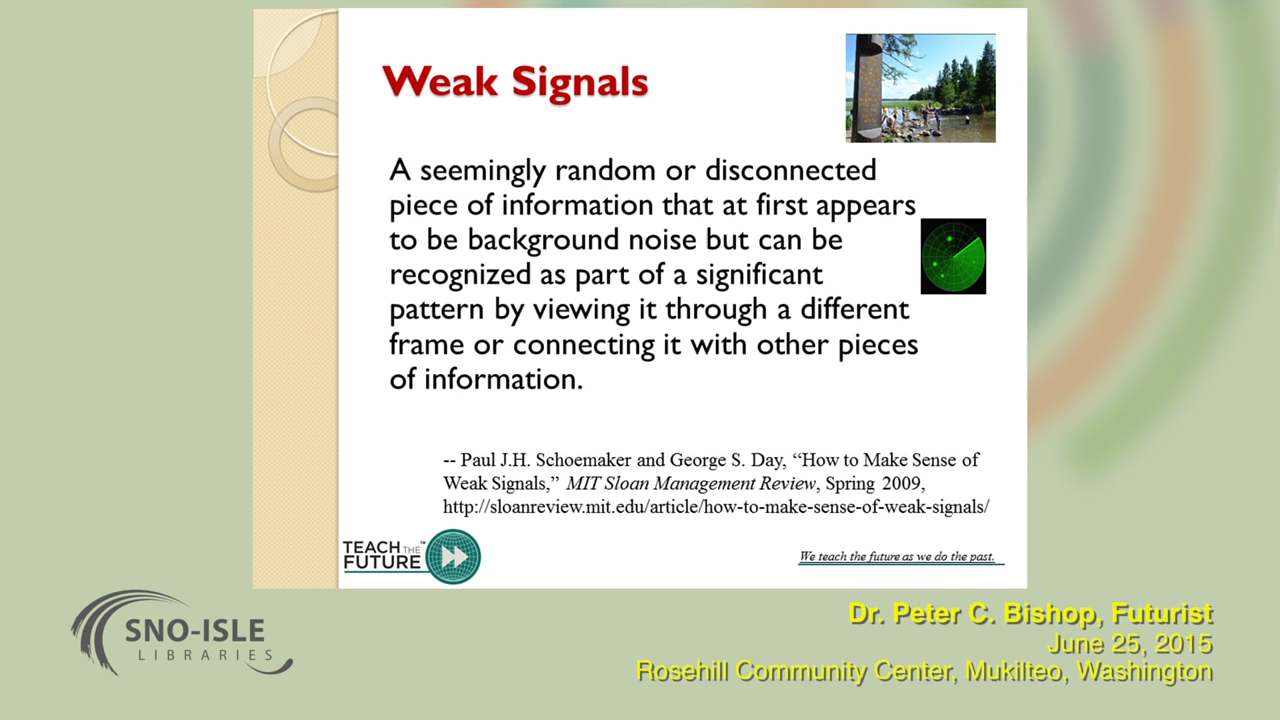 Weak Signals
A seemingly random or disconnected
piece of information that at first appears
to be background noise but can be
recognized as part of a significant
pattern by viewing it through a different
frame or connecting it with other pieces
of information.
-- Paul J.H. Schoemaker and George S. Day, “How to Make Sense of
Weak Signals,” MIT Sloan Management Review, Spring 2009,
http://sloanreview.mit.edu/article/how-to-make-sense-of-weak-signals/
TEACH THE™
FUTURE
We teach the future as we do the past.
SNO-ISLE
LIBRARIES
Dr. Peter C. Bishop, Futurist
June 25, 2015
Rosehill Community Center, Mukilteo, Washington